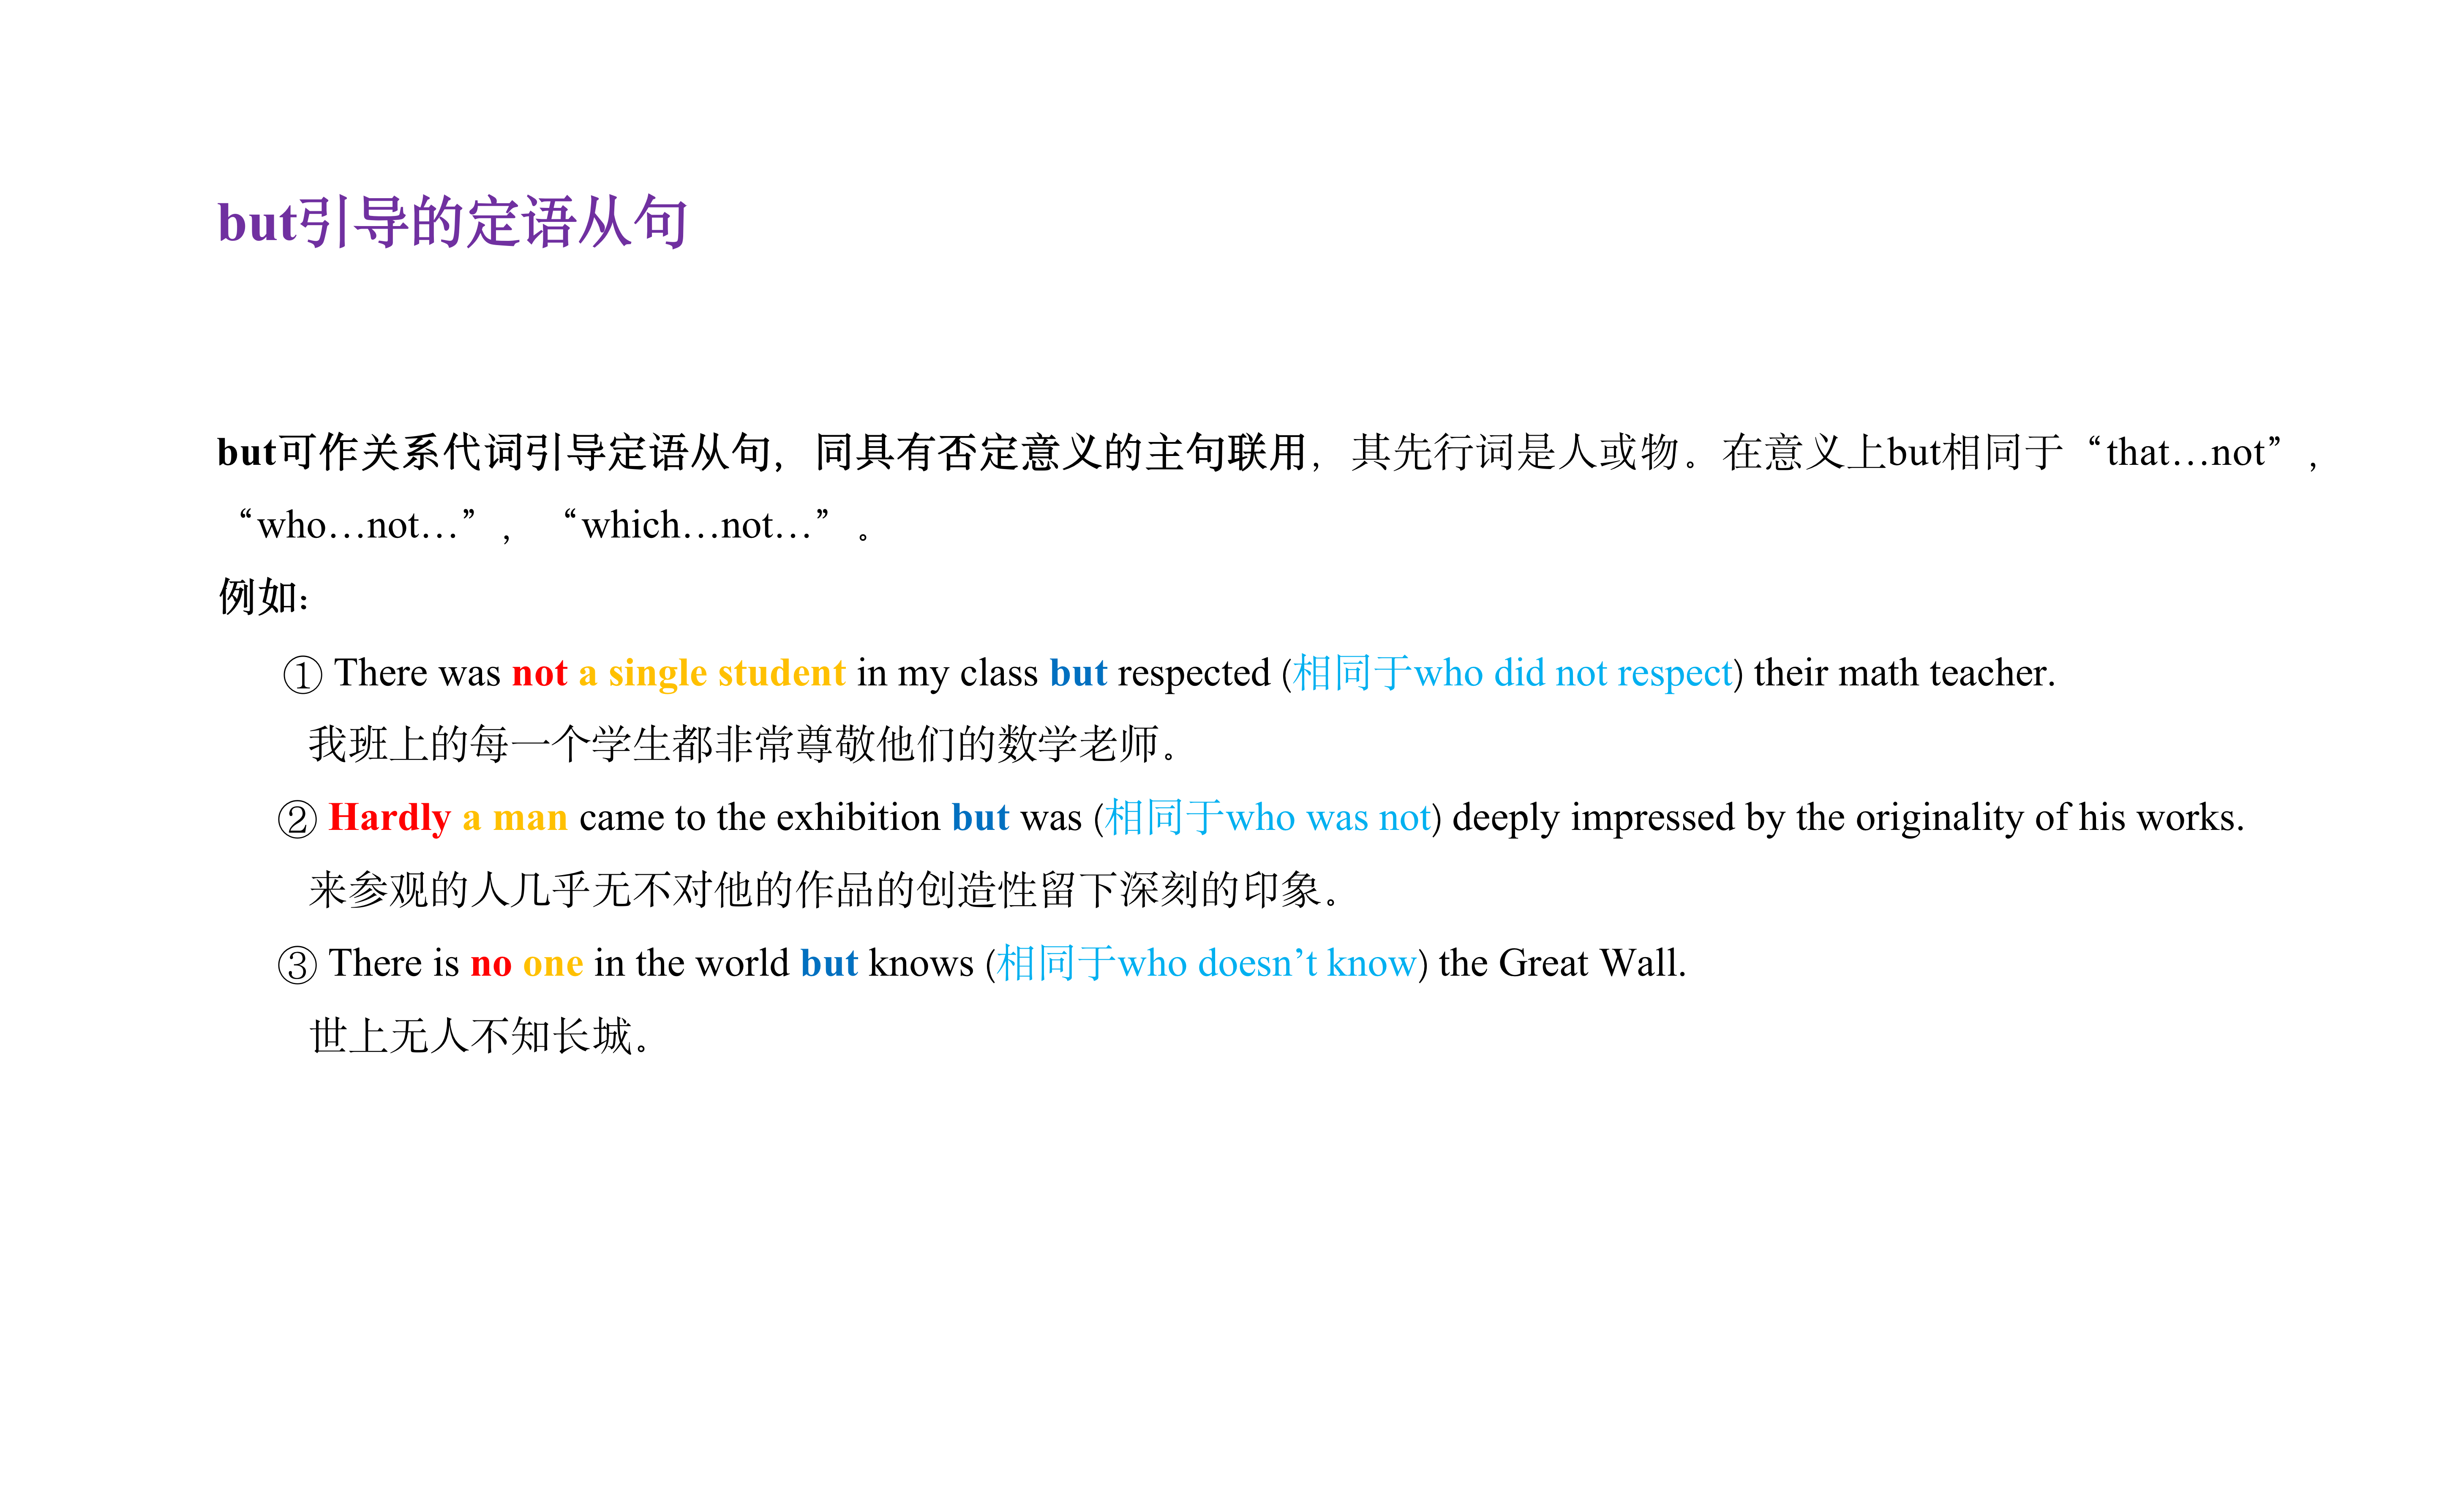 but引导的定语从句
but可作关系代词引导定语从句，同具有否定意义的主句联用，其先行词是人或物。在意义上but相同于“that…not”，
“who…not…”，“which…not…”。
例如：
① There was not a single student in my class but respected (相同于who did not respect) their math teacher.
我班上的每一个学生都非常尊敬他们的数学老师。
② Hardly a man came to the exhibition but was (相同于who was not) deeply impressed by the originality of his works.
来参观的人几乎无不对他的作品的创造性留下深刻的印象。
③ There is no one in the world but knows (相同于who doesn’t know) the Great Wall.
世上无人不知长城。